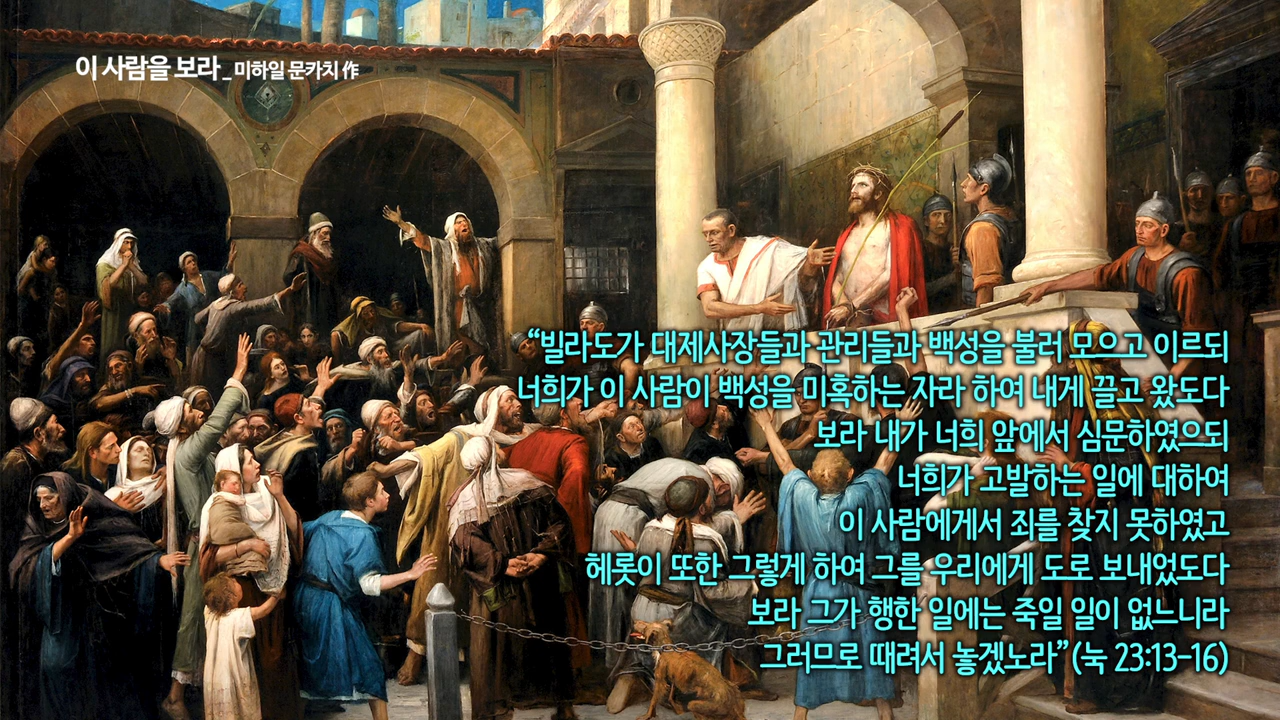 이 사람을 보라 _ 미하일 문카치 作
“빌라도가 대제사장들과 관리들과 백성을 불러 모으고 이르되
너희가 이 사람이 백성을 미혹하는 자라 하여 내게 끌고 왔도다
보라 내가 너희 앞에서 심문하였으되
너희가 고발하는 일에 대하여
이 사람에게서 죄를 찾지 못하였고
헤롯이 또한 그렇게 하여 그를 우리에게 도로 보내었도다
보라 그가 행한 일에는 죽일 일이 없느니라
그러므로 때려서 놓겠노라”(눅 23:13-16)